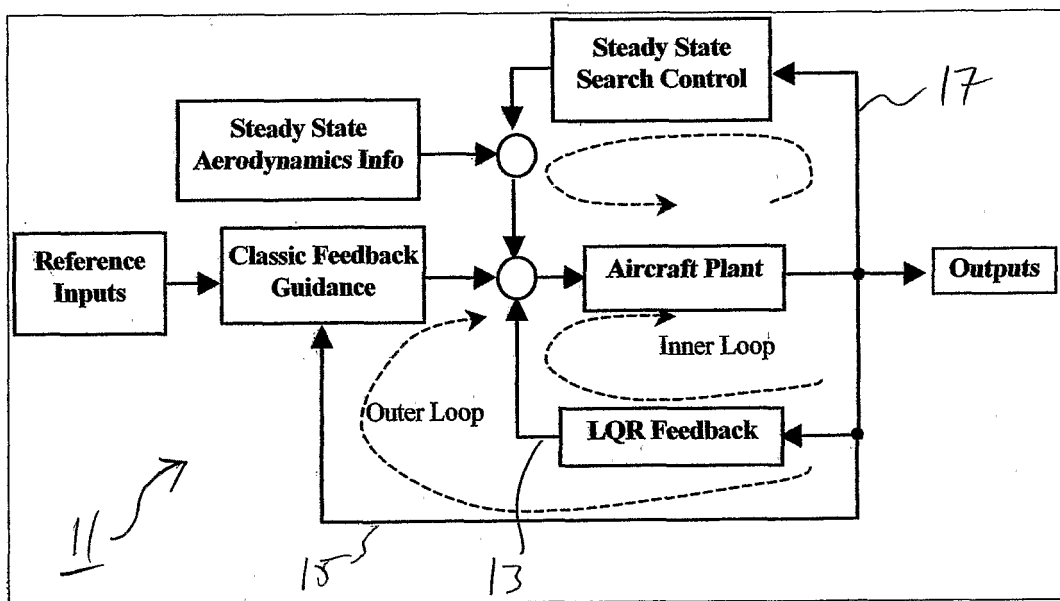 Steady State
Search Control
17
Steady State
Aerodynamics Info
Reference
Inputs
Classic Feedback
Guidance
Aircraft Plant
Outputs
Inner Loop
Outer Loop
LQR Feedback
11
15
13